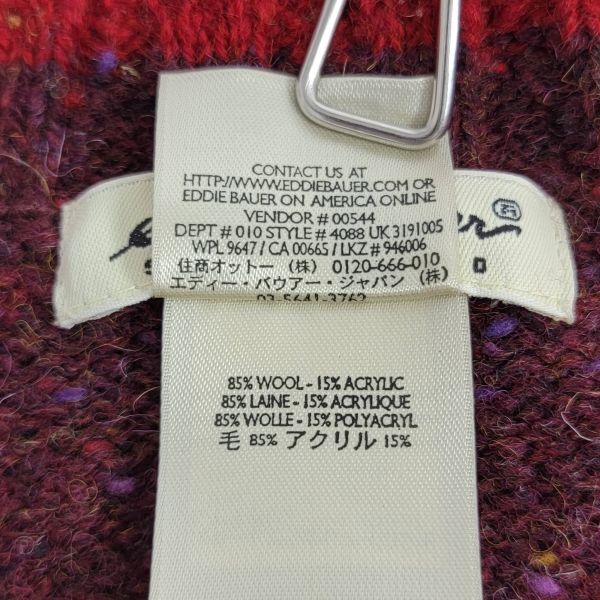 CONTACT US AT
HTTP://WWW.EDDIEBAUER.COM OR
EDDIE BAUER ON AMERICA ONLINE
VENDOR # 00544
DEPT # 010 STYLE # 4088 UK 3191005
WPL 9647 / CA 00665 / LKZ # 946006
住商オットー (株) 0120-666-010
エディー・バウアー・ジャパン (株)
03-5641-3762
85% WOOL - 15% ACRYLIC
85% LAINE - 15% ACRYLIQUE
85% WOLLE - 15% POLYACRYL
毛 85% アクリル 15%